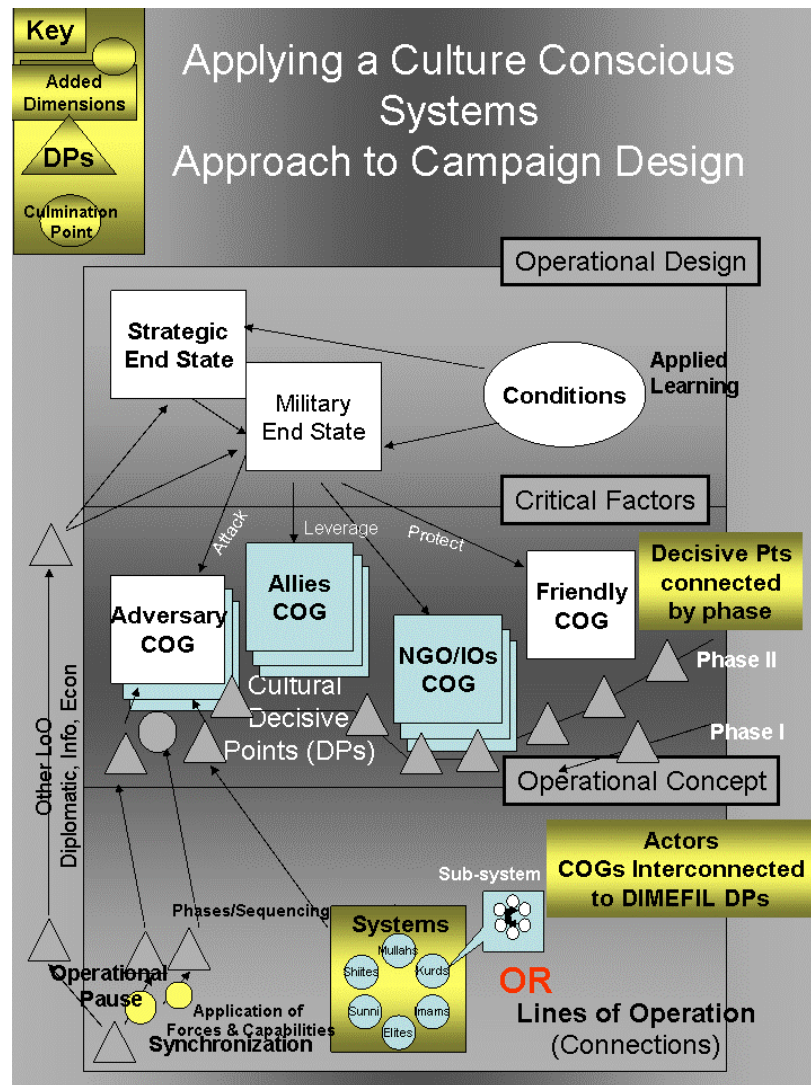 Key
Added
Dimensions
DPs
Culmination
Point
Applying a Culture Conscious
Systems
Approach to Campaign Design
Operational Design
Strategic
End State
Military
End State
Conditions
Applied
Learning
Critical Factors
Attack
Leverage
Protect
Adversary
COG
Allies
COG
NGO/IOs
COG
Friendly
COG
Decisive Pts
connected
by phase
Phase II
Phase I
Cultural
Decisive
Points (DPs)
Other LoO
Diplomatic, Info, Econ
Operational Concept
Actors
COGs Interconnected
to DIMEFIL DPs
Sub-system
Phases/Sequencing
Systems
Mullahs
Shiites
Kurds
Sunni
Imams
Elites
OR
Lines of Operation
(Connections)
Operational
Pause
Application of
Forces & Capabilities
Synchronization